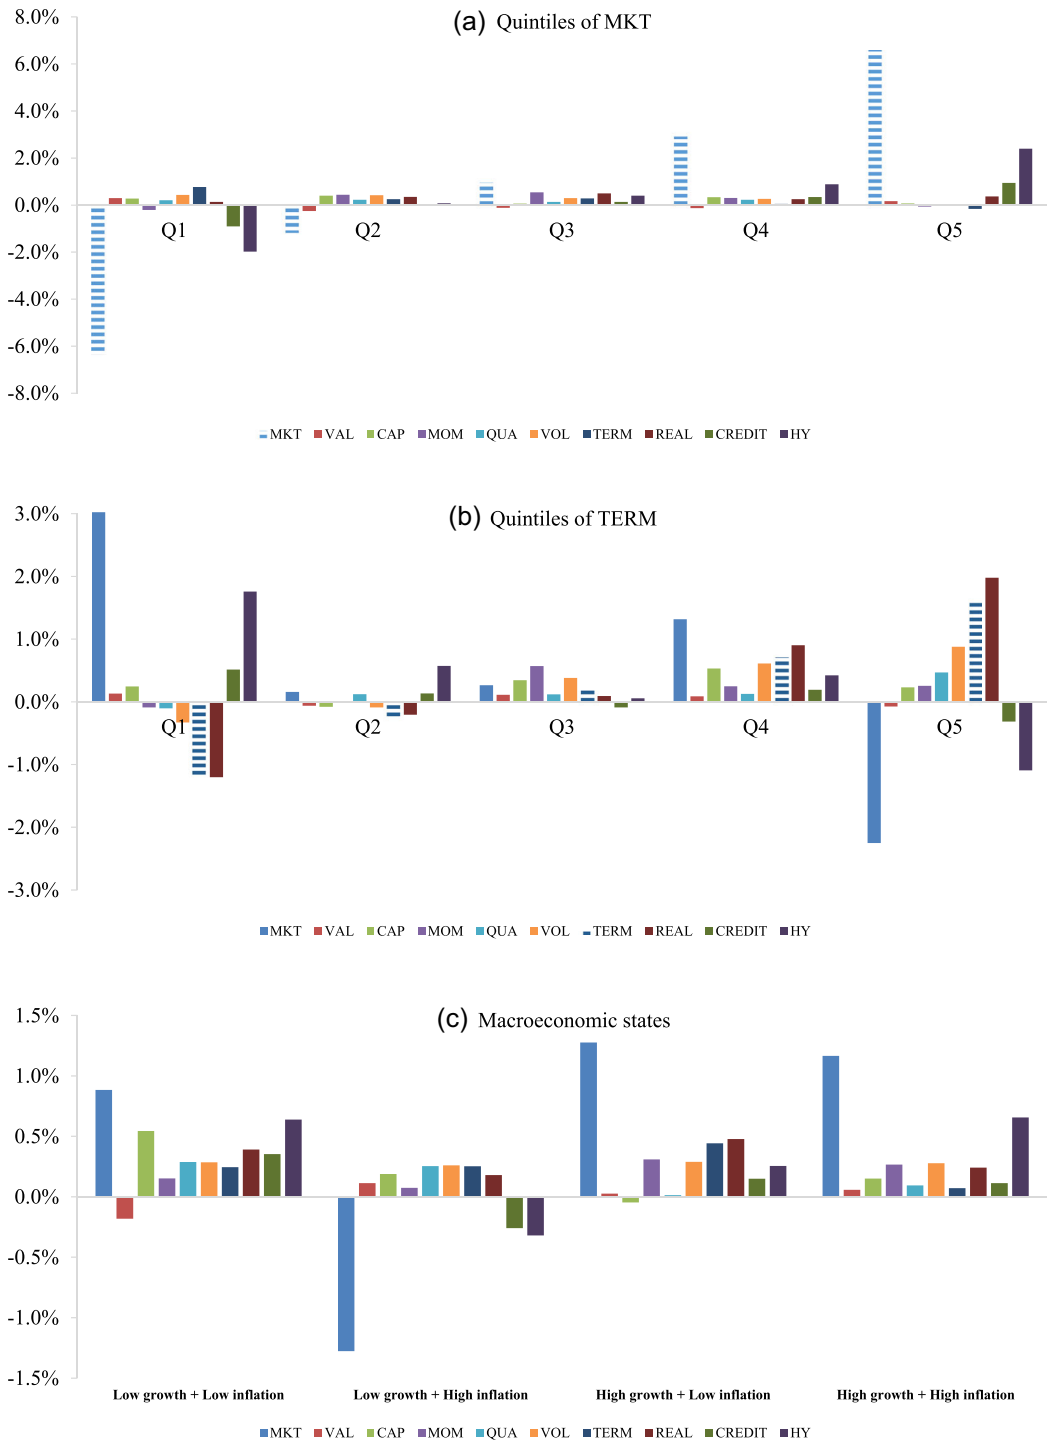 (a) Quintiles of MKT
8.0%
6.0%
4.0%
2.0%
0.0%
-2.0%
-4.0%
-6.0%
-8.0%
Q1 Q2 Q3 Q4 Q5
MKT VAL CAP MOM QUA VOL TERM REAL CREDIT HY
(b) Quintiles of TERM
3.0%
2.0%
1.0%
0.0%
-1.0%
-2.0%
-3.0%
Q1 Q2 Q3 Q4 Q5
MKT VAL CAP MOM QUA VOL TERM REAL CREDIT HY
(c) Macroeconomic states
1.5%
1.0%
0.5%
0.0%
-0.5%
-1.0%
-1.5%
Low growth + Low inflation Low growth + High inflation High growth + Low inflation High growth + High inflation
MKT VAL CAP MOM QUA VOL TERM REAL CREDIT HY